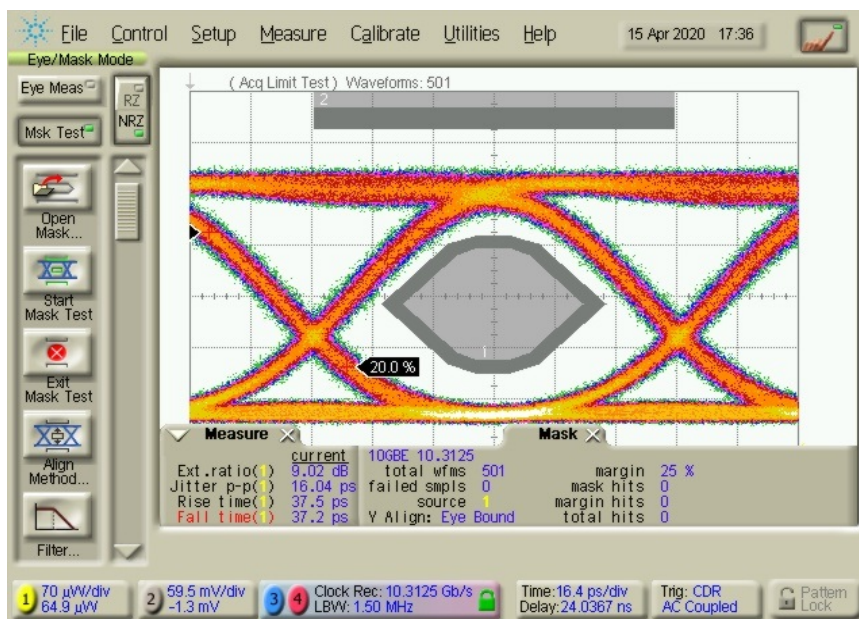 File Control Setup Measure Calibrate Utilities Help 15 Apr 2020 17:36
Eye/Mask Mode
Eye Meas
RZ
NRZ
Msk Test
Open
Mask...
Start
Mask Test
Exit
Mask Test
Align
Method...
Filter...
( Acq Limit Test ) Waveforms: 501
2
1
20.0 %
Measure
current
Ext.ratio(1) 9.02 dB
Jitter p-p(1) 16.04 ps
Rise time(1) 37.5 ps
Fall time(1) 37.2 ps
Mask
10GBE 10.3125
total wfms 501 margin 25 %
failed smpls 0 mask hits 0
source 1 margin hits 0
Y Align: Eye Bound total hits 0
1 70 µW/div
64.9 µW
2 59.5 mV/div
-1.3 mV
3 4 Clock Rec: 10.3125 Gb/s
LBW: 1.50 MHz
Time:16.4 ps/div
Delay:24.0367 ns
Trig: CDR
AC Coupled
Pattern
Lock